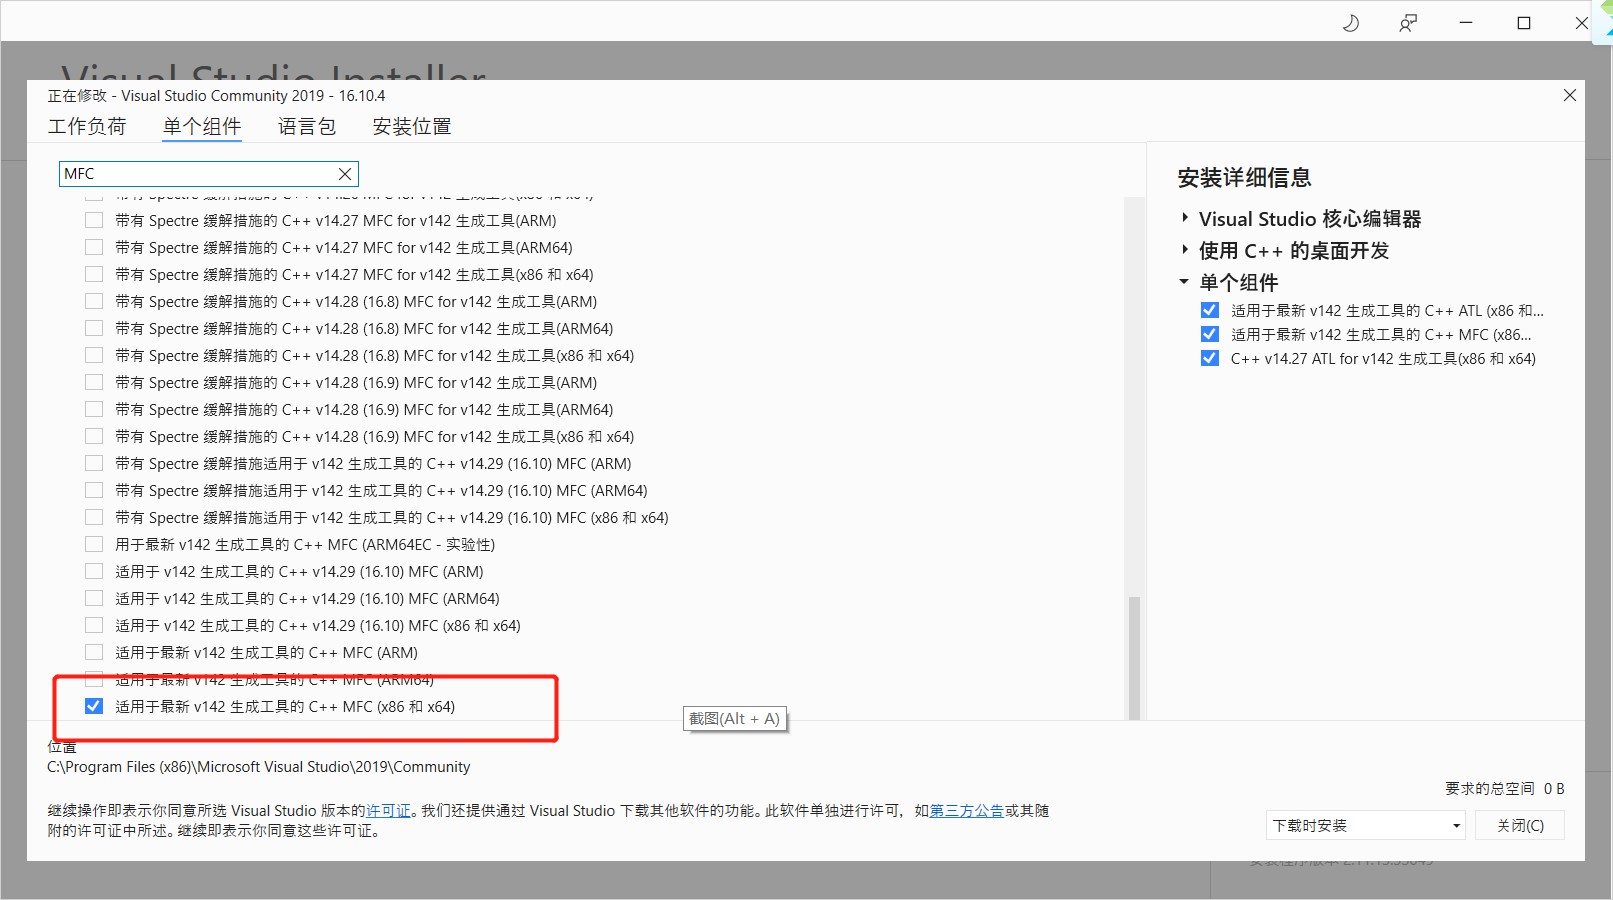 Visual Studio Installer
正在修改 - Visual Studio Community 2019 - 16.10.4
工作负荷 单个组件 语言包 安装位置
MFC
带有 Spectre 缓解措施的 C++ v14.27 MFC for v142 生成工具(ARM)
带有 Spectre 缓解措施的 C++ v14.27 MFC for v142 生成工具(ARM64)
带有 Spectre 缓解措施的 C++ v14.27 MFC for v142 生成工具(x86 和 x64)
带有 Spectre 缓解措施的 C++ v14.28 (16.8) MFC for v142 生成工具(ARM)
带有 Spectre 缓解措施的 C++ v14.28 (16.8) MFC for v142 生成工具(ARM64)
带有 Spectre 缓解措施的 C++ v14.28 (16.8) MFC for v142 生成工具(x86 和 x64)
带有 Spectre 缓解措施的 C++ v14.28 (16.9) MFC for v142 生成工具(ARM)
带有 Spectre 缓解措施的 C++ v14.28 (16.9) MFC for v142 生成工具(ARM64)
带有 Spectre 缓解措施的 C++ v14.28 (16.9) MFC for v142 生成工具(x86 和 x64)
带有 Spectre 缓解措施适用于 v142 生成工具的 C++ v14.29 (16.10) MFC (ARM)
带有 Spectre 缓解措施适用于 v142 生成工具的 C++ v14.29 (16.10) MFC (ARM64)
带有 Spectre 缓解措施适用于 v142 生成工具的 C++ v14.29 (16.10) MFC (x86 和 x64)
用于最新 v142 生成工具的 C++ MFC (ARM64EC - 实验性)
适用于 v142 生成工具的 C++ v14.29 (16.10) MFC (ARM)
适用于 v142 生成工具的 C++ v14.29 (16.10) MFC (ARM64)
适用于 v142 生成工具的 C++ v14.29 (16.10) MFC (x86 和 x64)
适用于最新 v142 生成工具的 C++ MFC (ARM)
适用于最新 v142 生成工具的 C++ MFC (ARM64)
适用于最新 v142 生成工具的 C++ MFC (x86 和 x64)
截图(Alt + A)
安装详细信息
Visual Studio 核心编辑器
使用 C++ 的桌面开发
单个组件
适用于最新 v142 生成工具的 C++ ATL (x86 和...
适用于最新 v142 生成工具的 C++ MFC (x86...
C++ v14.27 ATL for v142 生成工具(x86 和 x64)
位置
C:\Program Files (x86)\Microsoft Visual Studio\2019\Community
要求的总空间 0 B
继续操作即表示你同意所选 Visual Studio 版本的许可证。我们还提供通过 Visual Studio 下载其他软件的功能。此软件单独进行许可，如第三方公告或其随
附的许可证中所述。继续即表示你同意这些许可证。
下载时安装 关闭(C)